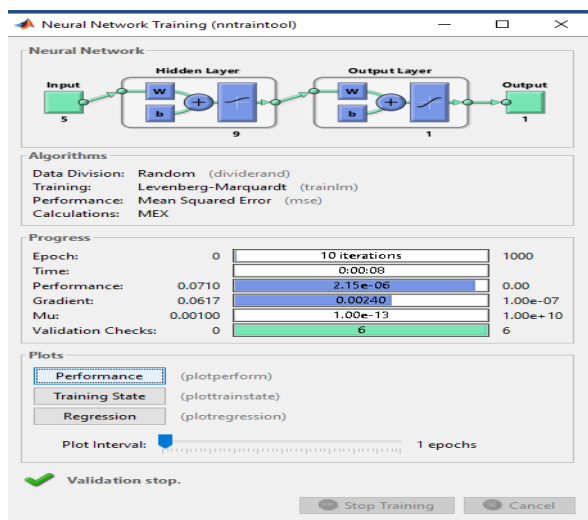 Neural Network Training (nntraintool)
Neural Network
Hidden Layer Output Layer
Input Output
W W
b b
5 9 1 1
Algorithms
Data Division: Random (dividerand)
Training: Levenberg-Marquardt (trainlm)
Performance: Mean Squared Error (mse)
Calculations: MEX
Progress
Epoch: 0 10 iterations 1000
Time: 0:00:08
Performance: 0.0710 2.15e-06 0.00
Gradient: 0.0617 0.00240 1.00e-07
Mu: 0.00100 1.00e-13 1.00e+10
Validation Checks: 0 6 6
Plots
Performance (plotperform)
Training State (plottrainstate)
Regression (plotregression)
Plot Interval: 1 epochs
Validation stop.
Stop Training Cancel